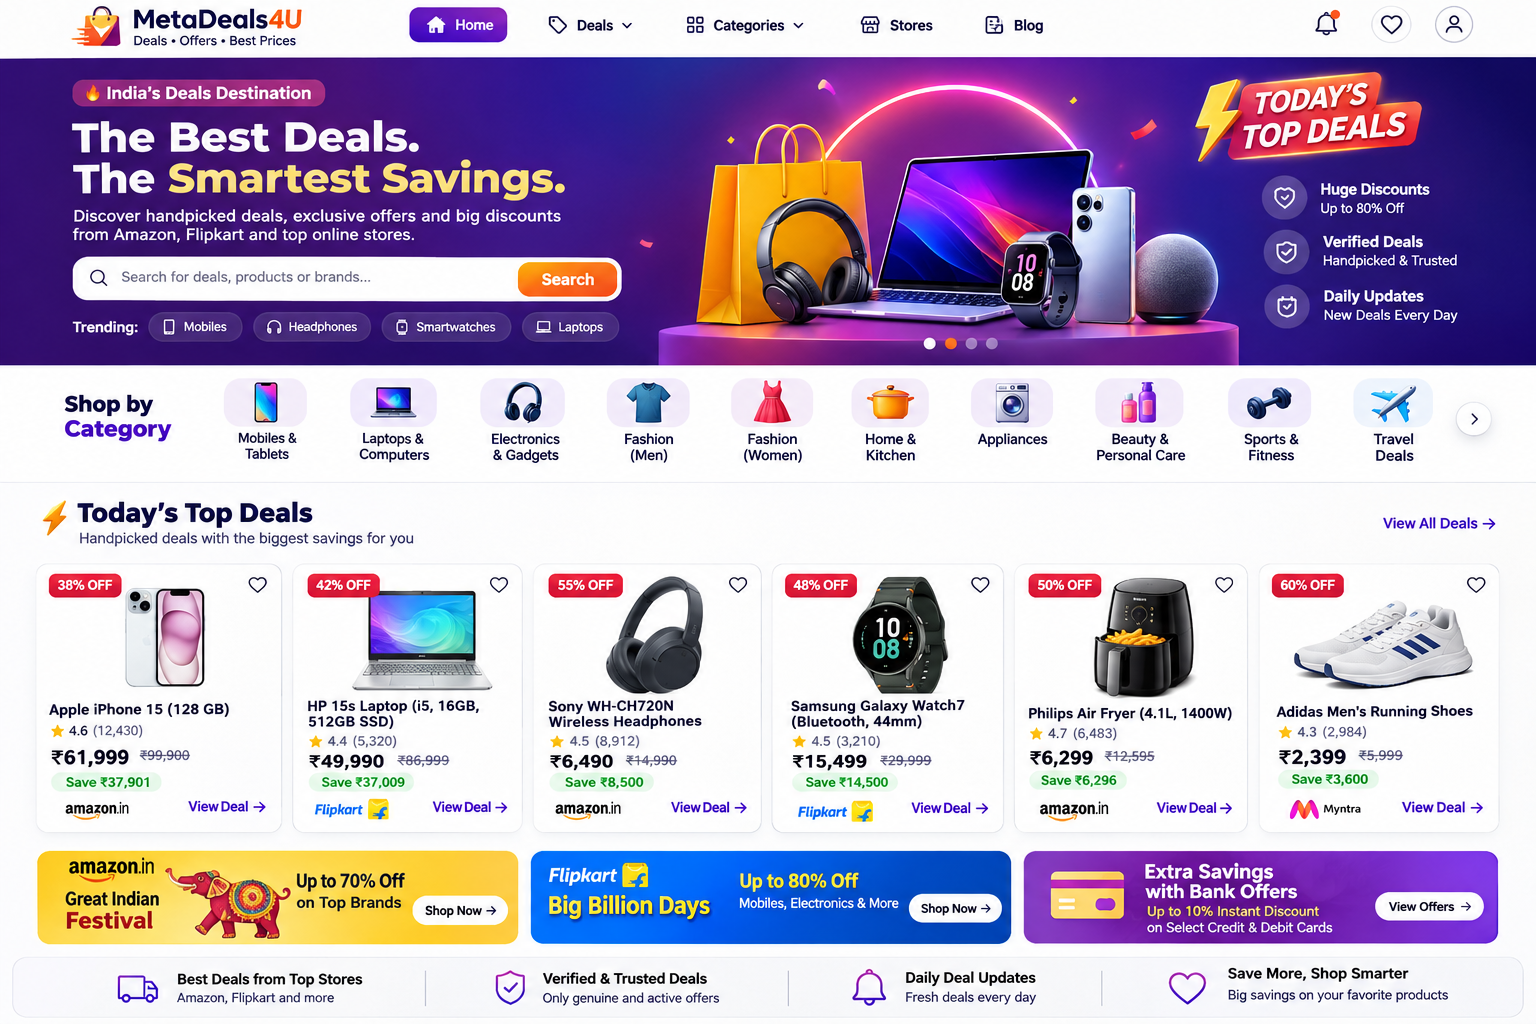 MetaDeals4U
Deals • Offers • Best Prices
Home
Deals
Categories
Stores
Blog
India's Deals Destination
The Best Deals.
The Smartest Savings.
Discover handpicked deals, exclusive offers and big discounts
from Amazon, Flipkart and top online stores.
Search for deals, products or brands...
Search
Trending:
Mobiles
Headphones
Smartwatches
Laptops
10
08
TODAY'S
TOP DEALS
Huge Discounts
Up to 80% Off
Verified Deals
Handpicked & Trusted
Daily Updates
New Deals Every Day
Shop by
Category
Mobiles &
Tablets
Laptops &
Computers
Electronics
& Gadgets
Fashion
(Men)
Fashion
(Women)
Home &
Kitchen
Appliances
Beauty &
Personal Care
Sports &
Fitness
Travel
Deals
Today's Top Deals
Handpicked deals with the biggest savings for you
View All Deals →
38% OFF
Apple iPhone 15 (128 GB)
4.6 (12,430)
₹61,999 ₹99,900
Save ₹37,901
amazon.in
View Deal →
42% OFF
HP 15s Laptop (i5, 16GB,
512GB SSD)
4.4 (5,320)
₹49,990 ₹86,999
Save ₹37,009
Flipkart
View Deal →
55% OFF
Sony WH-CH720N
Wireless Headphones
4.5 (8,912)
₹6,490 ₹14,990
Save ₹8,500
amazon.in
View Deal →
48% OFF
10
08
Samsung Galaxy Watch7
(Bluetooth, 44mm)
4.5 (3,210)
₹15,499 ₹29,999
Save ₹14,500
Flipkart
View Deal →
50% OFF
Philips Air Fryer (4.1L, 1400W)
4.7 (6,483)
₹6,299 ₹12,595
Save ₹6,296
amazon.in
View Deal →
60% OFF
Adidas Men's Running Shoes
4.3 (2,984)
₹2,399 ₹5,999
Save ₹3,600
Myntra
View Deal →
amazon.in
Great Indian
Festival
Up to 70% Off
on Top Brands
Shop Now →
Flipkart
Big Billion Days
Up to 80% Off
Mobiles, Electronics & More
Shop Now →
Extra Savings
with Bank Offers
Up to 10% Instant Discount
on Select Credit & Debit Cards
View Offers →
Best Deals from Top Stores
Amazon, Flipkart and more
Verified & Trusted Deals
Only genuine and active offers
Daily Deal Updates
Fresh deals every day
Save More, Shop Smarter
Big savings on your favorite products